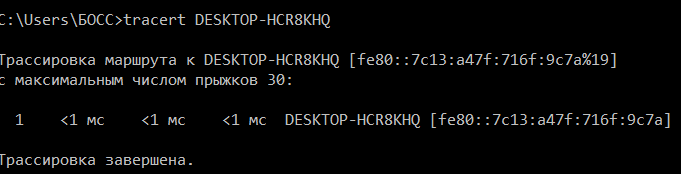 C:\Users\БОСС>tracert DESKTOP-HCR8KHQ
Трассировка маршрута к DESKTOP-HCR8KHQ [fe80::7c13:a47f:716f:9c7a%19]
с максимальным числом прыжков 30:
1 <1 мс <1 мс <1 мс DESKTOP-HCR8KHQ [fe80::7c13:a47f:716f:9c7a]
Трассировка завершена.